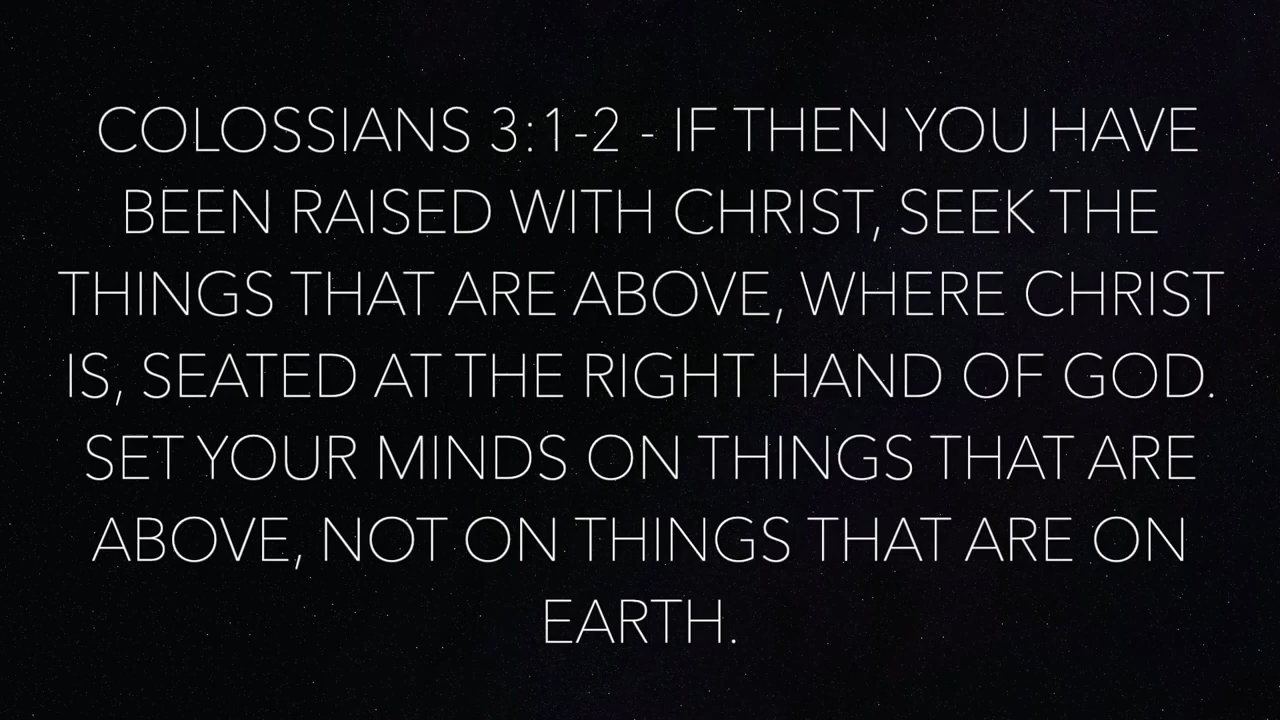 COLOSSIANS 3:1-2 - IF THEN YOU HAVE
BEEN RAISED WITH CHRIST, SEEK THE
THINGS THAT ARE ABOVE, WHERE CHRIST
IS, SEATED AT THE RIGHT HAND OF GOD.
SET YOUR MINDS ON THINGS THAT ARE
ABOVE, NOT ON THINGS THAT ARE ON
EARTH.